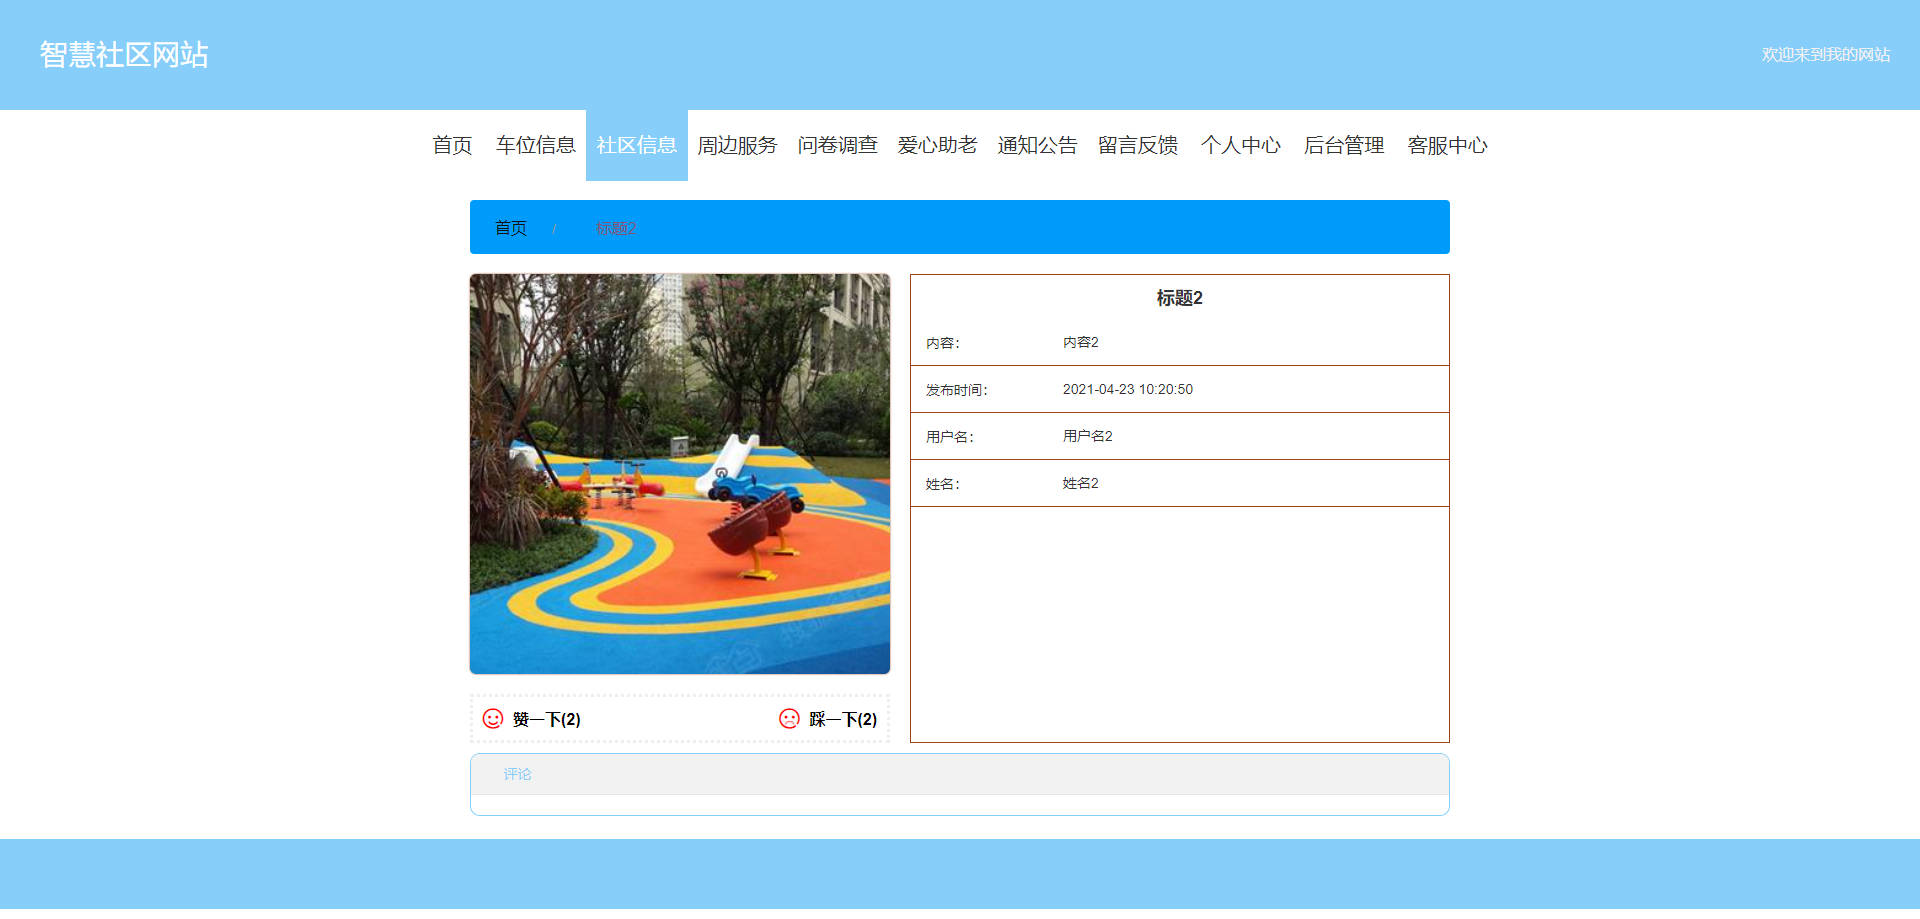 智慧社区网站
欢迎来到我的网站
首页 车位信息 社区信息 周边服务 问卷调查 爱心助老 通知公告 留言反馈 个人中心 后台管理 客服中心
首页 / 标题2
标题2
内容： 内容2
发布时间： 2021-04-23 10:20:50
用户名： 用户名2
姓名： 姓名2
赞一下(2) 踩一下(2)
评论